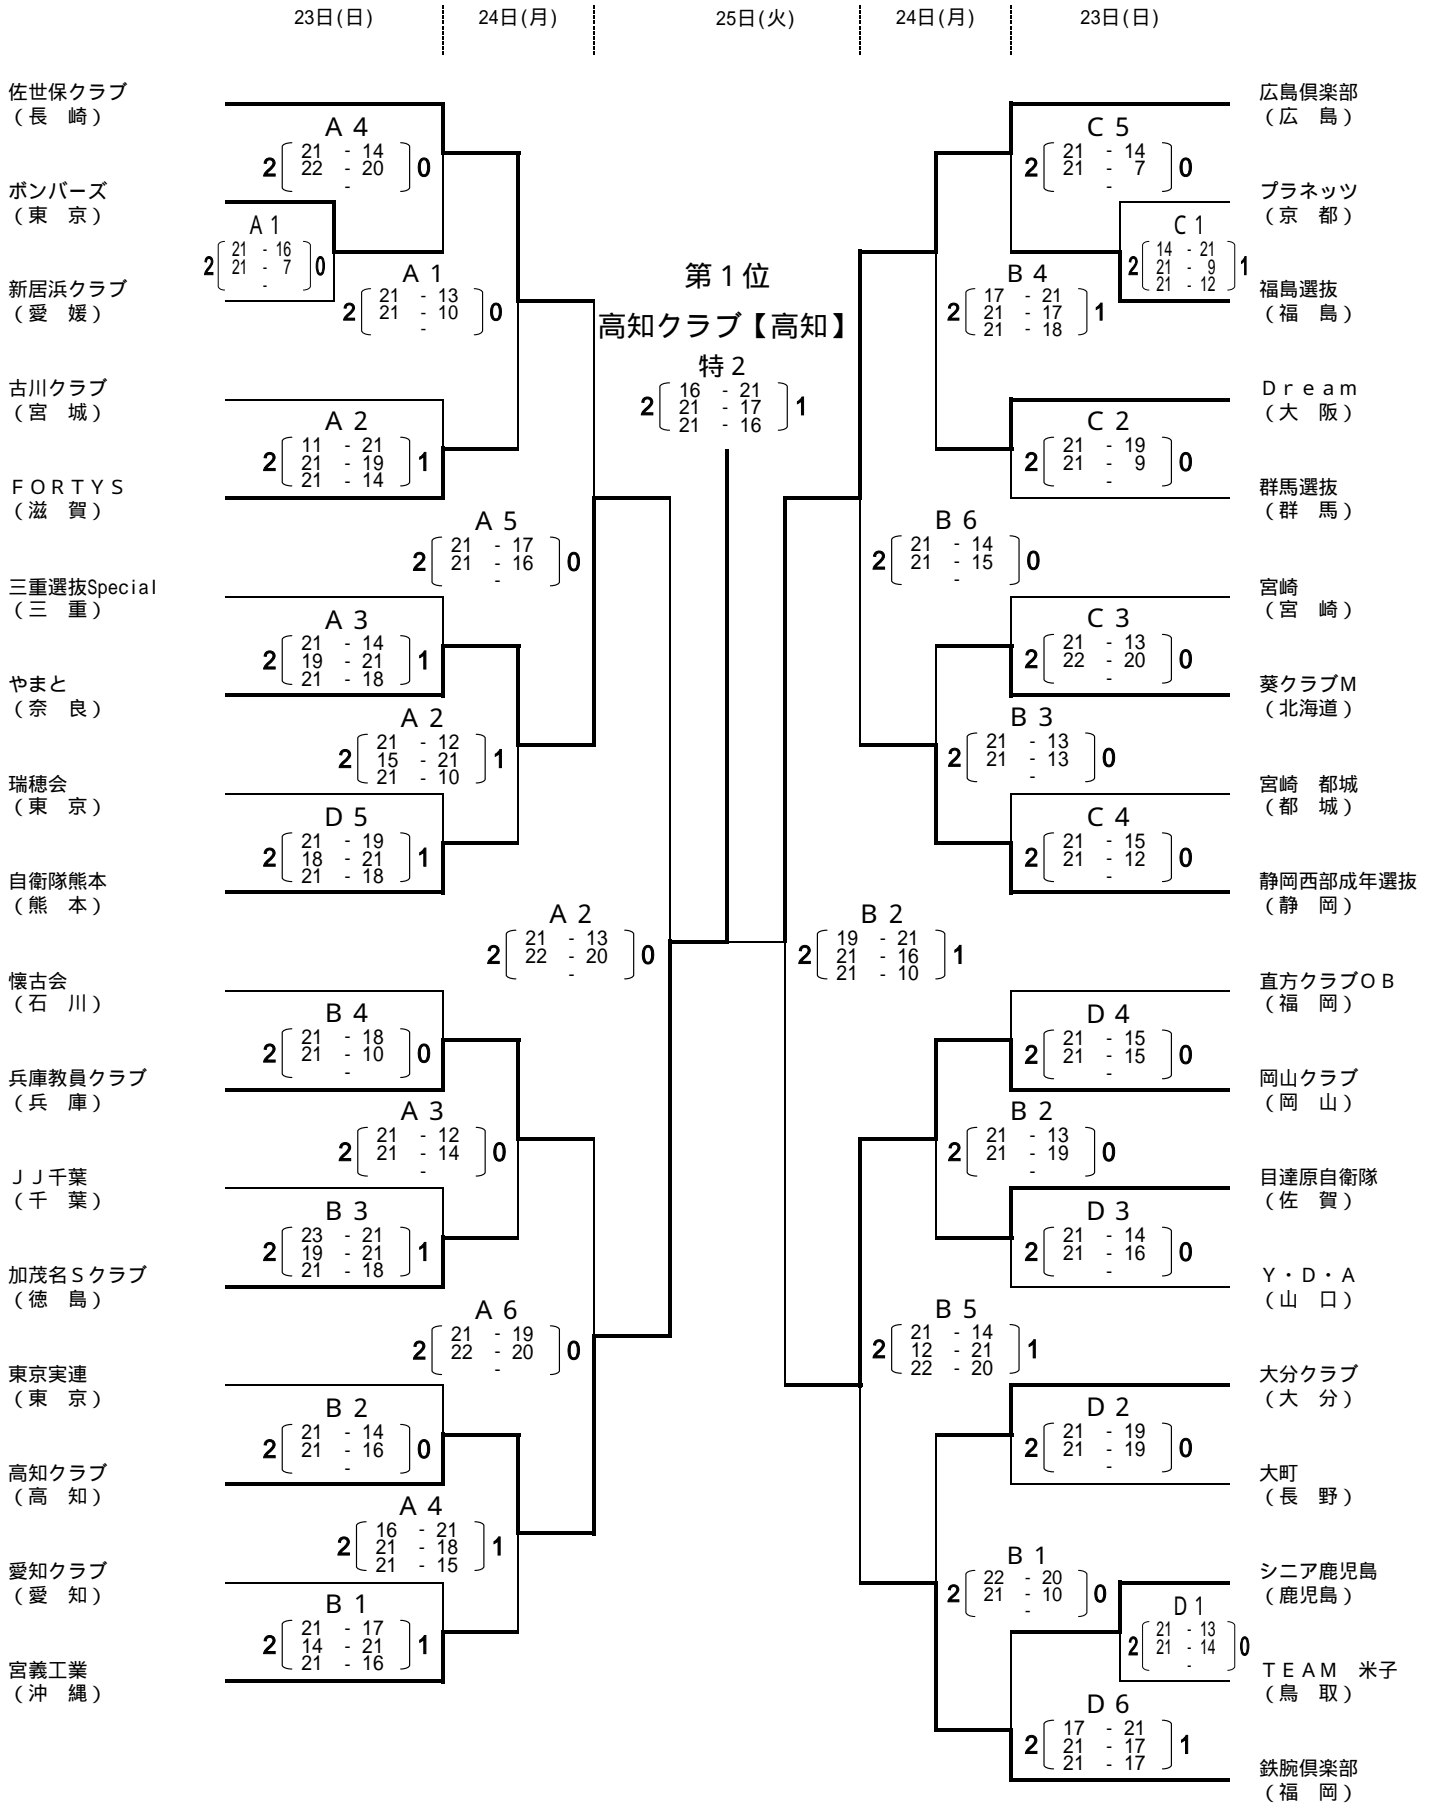 23日(日)
24日(月)
25日(火)
24日(月)
23日(日)
佐世保クラブ
(長 崎)
ボンバーズ
(東 京)
新居浜クラブ
(愛 媛)
古川クラブ
(宮 城)
FORTYS
(滋 賀)
三重選抜Special
(三 重)
やまと
(奈 良)
瑞穂会
(東 京)
自衛隊熊本
(熊 本)
懐古会
(石 川)
兵庫教員クラブ
(兵 庫)
JJ千葉
(千 葉)
加茂名Sクラブ
(徳 島)
東京実連
(東 京)
高知クラブ
(高 知)
愛知クラブ
(愛 知)
宮義工業
(沖 縄)
A 4
21 - 14
2 22 - 20 0
-
A 1
21 - 16
2 21 - 7 0
-
A 1
21 - 13
2 21 - 10 0
-
A 2
11 - 21
2 21 - 19 1
21 - 14
A 5
21 - 17
2 21 - 16 0
-
A 3
21 - 14
2 19 - 21 1
21 - 18
A 2
21 - 12
2 15 - 21 1
21 - 10
D 5
21 - 19
2 18 - 21 1
21 - 18
A 2
21 - 13
2 22 - 20 0
-
B 4
21 - 18
2 21 - 10 0
-
A 3
21 - 12
2 21 - 14 0
-
B 3
23 - 21
2 19 - 21 1
21 - 18
A 6
21 - 19
2 22 - 20 0
-
B 2
21 - 14
2 21 - 16 0
-
A 4
16 - 21
2 21 - 18 1
21 - 15
B 1
21 - 17
2 14 - 21 1
21 - 16
第1位
高知クラブ【高知】
特2
16 - 21
2 21 - 17 1
21 - 16
C 5
21 - 14
2 21 - 7 0
-
C 1
14 - 21
2 21 - 9 1
21 - 12
B 4
17 - 21
2 21 - 17 1
21 - 18
C 2
21 - 19
2 21 - 9 0
-
B 6
21 - 14
2 21 - 15 0
-
C 3
21 - 13
2 22 - 20 0
-
B 3
21 - 13
2 21 - 13 0
-
C 4
21 - 15
2 21 - 12 0
-
B 2
19 - 21
2 21 - 16 1
21 - 10
D 4
21 - 15
2 21 - 15 0
-
B 2
21 - 13
2 21 - 19 0
-
D 3
21 - 14
2 21 - 16 0
-
B 5
21 - 14
2 12 - 21 1
22 - 20
D 2
21 - 19
2 21 - 19 0
-
B 1
22 - 20
2 21 - 10 0
-
D 1
21 - 13
2 21 - 14 0
-
D 6
17 - 21
2 21 - 17 1
21 - 17
広島倶楽部
(広 島)
プラネッツ
(京 都)
福島選抜
(福 島)
Dream
(大 阪)
群馬選抜
(群 馬)
宮崎
(宮 崎)
葵クラブM
(北海道)
宮崎 都城
(都 城)
静岡西部成年選抜
(静 岡)
直方クラブOB
(福 岡)
岡山クラブ
(岡 山)
目達原自衛隊
(佐 賀)
Y・D・A
(山 口)
大分クラブ
(大 分)
大町
(長 野)
シニア鹿児島
(鹿児島)
TEAM 米子
(鳥 取)
鉄腕倶楽部
(福 岡)